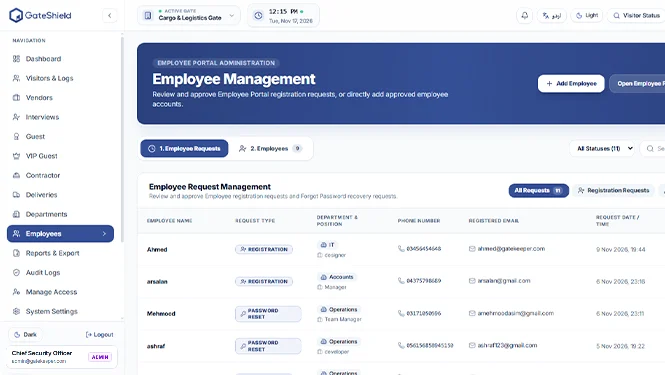 GateShield
NAVIGATION
Dashboard
Visitors & Logs
Vendors
Interviews
Guest
VIP Guest
Contractor
Deliveries
Departments
Employees
Reports & Export
Audit Logs
Manage Access
System Settings
Dark
Logout
Chief Security Officer
admin@gatekeeper.com
ADMIN
ACTIVE GATE
Cargo & Logistics Gate
12:15 PM
Tue, Nov 17, 2026
اردو
Light
Visitor Status
EMPLOYEE PORTAL ADMINISTRATION
Employee Management
Review and approve Employee Portal registration requests, or directly add approved employee
accounts.
Add Employee
Open Employee
1. Employee Requests
2. Employees 9
All Statuses (11)
Employee Request Management
Review and approve Employee registration requests and Forgot Password recovery requests.
All Requests 11
Registration Requests
EMPLOYEE NAME REQUEST TYPE DEPARTMENT & POSITION PHONE NUMBER REGISTERED EMAIL REQUEST DATE / TIME
Ahmed REGISTRATION IT designer 03456454648 ahmed@gatekeeper.com 9 Nov 2026, 19:44
arsalan REGISTRATION Accounts Manager 04375798689 arsalan@gmail.com 6 Nov 2026, 23:16
Mehmood PASSWORD RESET Operations Team Manager 03171050596 amehmoodasim@gmail.com 6 Nov 2026, 23:11
ashraf PASSWORD RESET Operations developer ashraf123@gmail.com 5 Nov 2026, 19:22
Operations